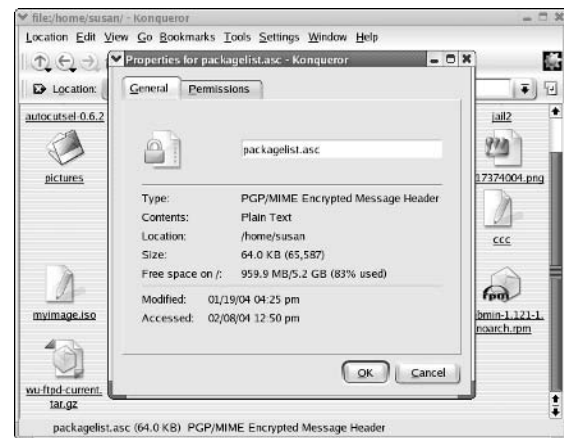 file:/home/susan/ - Konqueror
Location Edit View Go Bookmarks Tools Settings Window Help
Properties for packagelist.asc - Konqueror
Location:
General Permissions
autocutsel-0.6.2
jail2
packagelist.asc
pictures
17374004.png
Type: PGP/MIME Encrypted Message Header
Contents: Plain Text
Location: /home/susan
Size: 64.0 KB (65,587)
Free space on /: 959.9 MB/5.2 GB (83% used)
ccc
Modified: 01/19/04 04:25 pm
Accessed: 02/08/04 12:50 pm
rpm
myimage.iso
bmin-1.121-1.
noarch.rpm
OK Cancel
wu-ftpd-current.
tar.gz
packagelist.asc (64.0 KB) PGP/MIME Encrypted Message Header